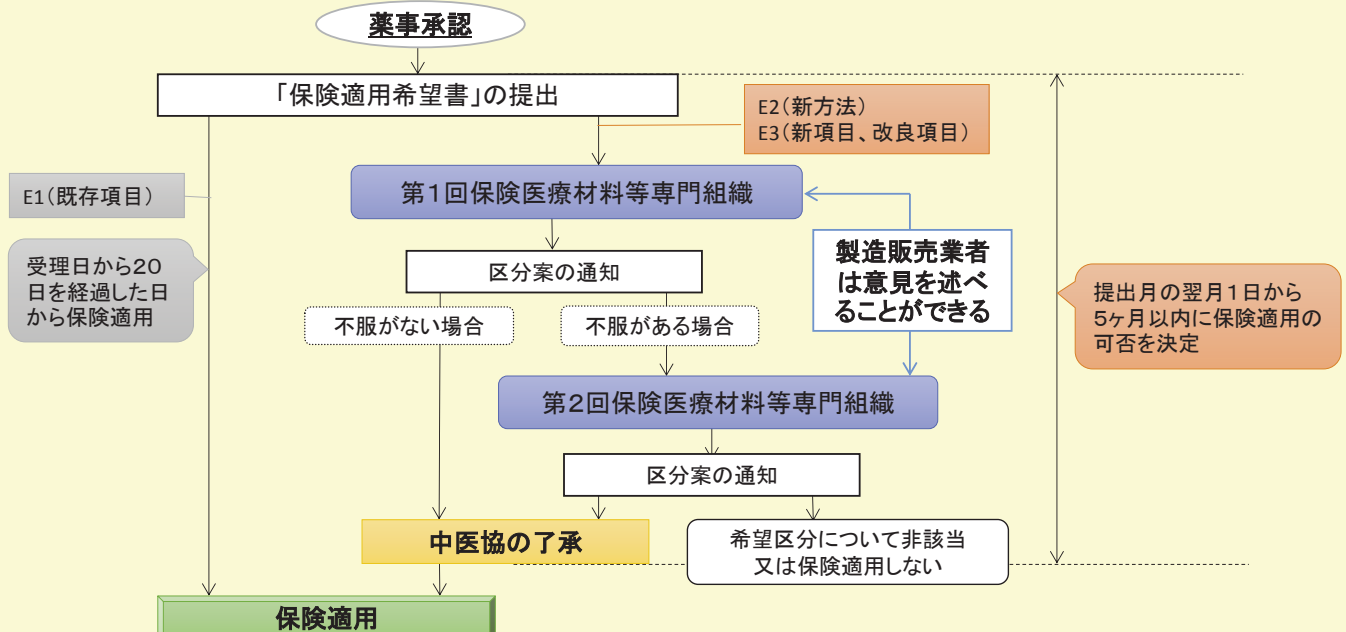 薬事承認
「保険適用希望書」の提出
E2(新方法)
E3(新項目、改良項目)
E1(既存項目)
第1回保険医療材料等専門組織
受理日から20
日を経過した日
から保険適用
区分案の通知
製造販売業者
は意見を述べ
ることができる
不服がない場合
不服がある場合
提出月の翌月1日から
5ヶ月以内に保険適用の
可否を決定
第2回保険医療材料等専門組織
区分案の通知
中医協の了承
希望区分について非該当
又は保険適用しない
保険適用